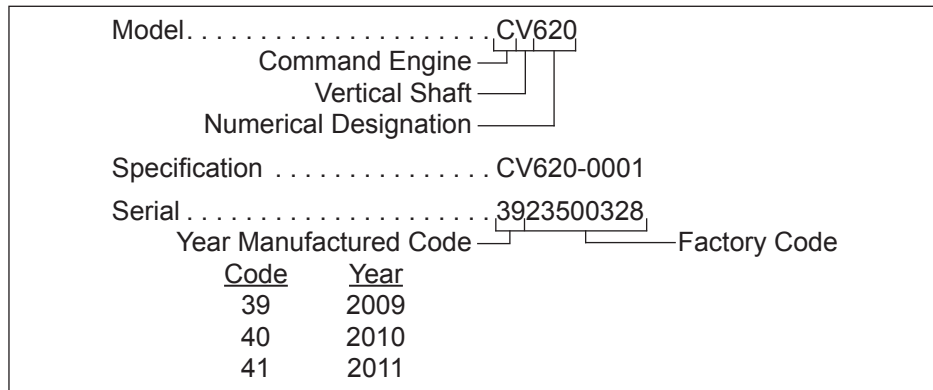 Model. . . . . . . . . . . . . . . . . . . . . . CV620
Command Engine
Vertical Shaft
Numerical Designation
Specification . . . . . . . . . . . . . . . CV620-0001
Serial . . . . . . . . . . . . . . . . . . . . . . 3923500328
Year Manufactured Code Factory Code
Code Year
39 2009
40 2010
41 2011